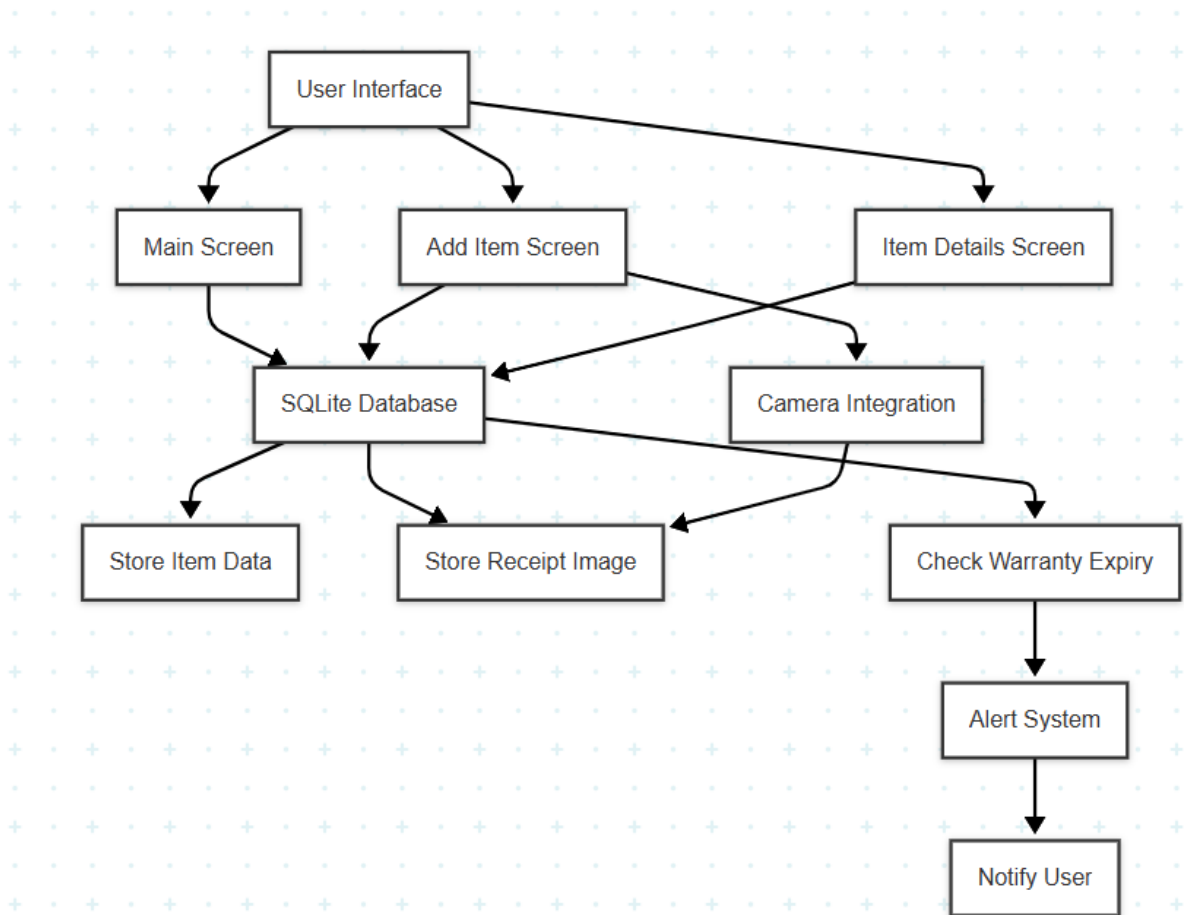 User Interface
Main Screen
Add Item Screen
Item Details Screen
SQLite Database
Camera Integration
Store Item Data
Store Receipt Image
Check Warranty Expiry
Alert System
Notify User